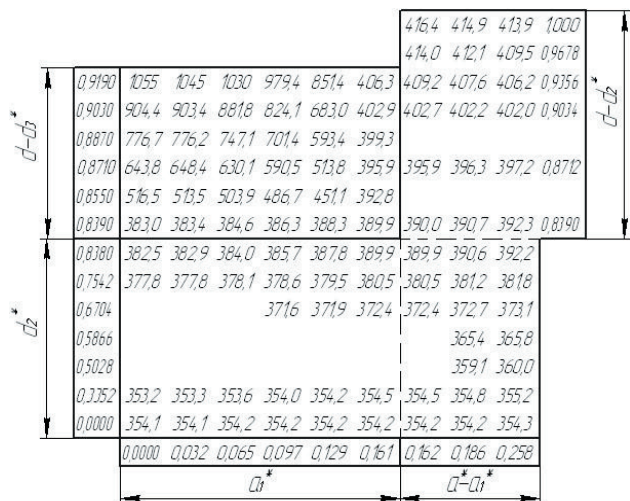 416,4 414,9 413,9 1,000
414,0 412,1 409,5 0,9678
0,9190 1055 1045 1030 979,4 851,4 406,3 409,2 407,6 406,2 0,9356
0,9030 904,4 903,4 881,8 824,1 683,0 402,9 402,7 402,2 402,0 0,9034
0,8870 776,7 776,2 747,1 701,4 593,4 399,3
0,8710 643,8 648,4 630,1 590,5 513,8 395,9 395,9 396,3 397,2 0,8712
0,8550 516,5 513,5 503,9 486,7 451,1 392,8
0,8390 383,0 383,4 384,6 386,3 388,3 389,9 390,0 390,7 392,3 0,8390
d-d3* d-d2*
0,8380 382,5 382,9 384,0 385,7 387,8 389,9 389,9 390,6 392,2
0,7542 377,8 377,8 378,1 378,6 379,5 380,5 380,5 381,2 381,8
0,6704 371,6 371,9 372,4 372,4 372,7 373,1
0,5866 365,4 365,8
0,5028 359,1 360,0
0,3352 353,2 353,3 353,6 354,0 354,2 354,5 354,5 354,8 355,2
0,0000 354,1 354,1 354,2 354,2 354,2 354,2 354,2 354,2 354,3
d2*
0,0000 0,032 0,065 0,097 0,129 0,161 0,162 0,186 0,258
a1* a*-a1*